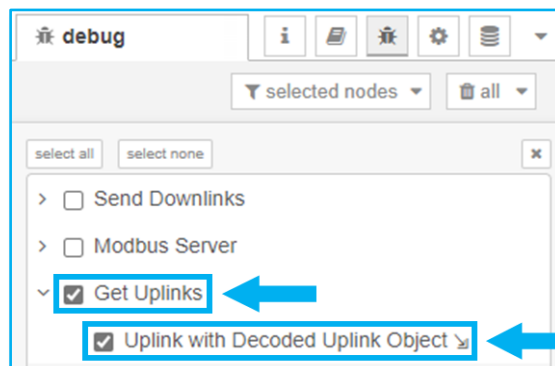 debug
selected nodes all
select all select none
Send Downlinks
Modbus Server
Get Uplinks
Uplink with Decoded Uplink Object